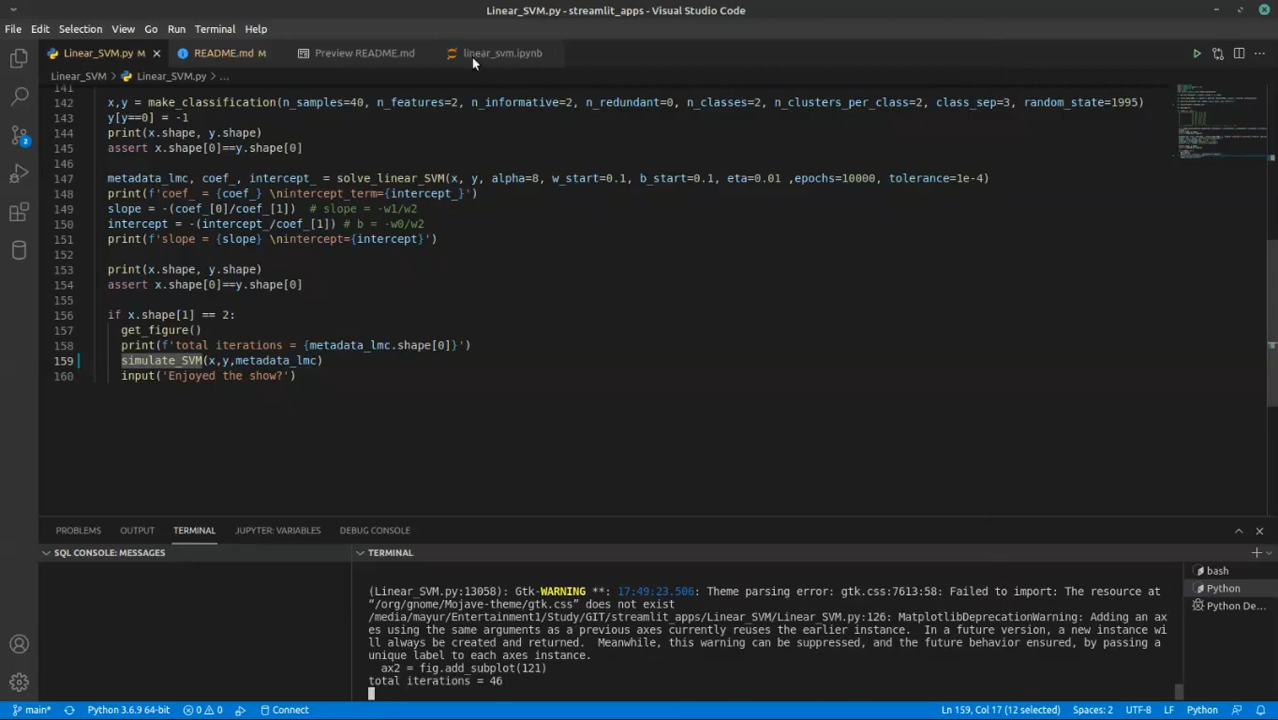 Linear_SVM.py - streamlit_apps - Visual Studio Code
File Edit Selection View Go Run Terminal Help
Linear_SVM.py M README.md M Preview README.md linear_svm.ipynb
Linear_SVM > Linear_SVM.py > ...
141
142 x,y = make_classification(n_samples=40, n_features=2, n_informative=2, n_redundant=0, n_classes=2, n_clusters_per_class=2, class_sep=3, random_state=1995)
143 y[y==0] = -1
144 print(x.shape, y.shape)
145 assert x.shape[0]==y.shape[0]
146
147 metadata_lmc, coef_, intercept_ = solve_linear_SVM(x, y, alpha=8, w_start=0.1, b_start=0.1, eta=0.01 ,epochs=10000, tolerance=1e-4)
148 print(f'coef_ = {coef_} \nintercept_term={intercept_}')
149 slope = -(coef_[0]/coef_[1]) # slope = -w1/w2
150 intercept = -(intercept_/coef_[1]) # b = -w0/w2
151 print(f'slope = {slope} \nintercept={intercept}')
152
153 print(x.shape, y.shape)
154 assert x.shape[0]==y.shape[0]
155
156 if x.shape[1] == 2:
157 get_figure()
158 print(f'total iterations = {metadata_lmc.shape[0]}')
159 simulate_SVM(x,y,metadata_lmc)
160 input('Enjoyed the show?')
2
PROBLEMS OUTPUT TERMINAL JUPYTER: VARIABLES DEBUG CONSOLE
SQL CONSOLE: MESSAGES
TERMINAL
bash
Python
Python De...
(Linear_SVM.py:13058): Gtk-WARNING **: 17:49:23.506: Theme parsing error: gtk.css:7613:58: Failed to import: The resource at
“/org/gnome/Mojave-theme/gtk.css” does not exist
/media/mayur/Entertainment1/Study/GIT/streamlit_apps/Linear_SVM/Linear_SVM.py:126: MatplotlibDeprecationWarning: Adding an ax
es using the same arguments as a previous axes currently reuses the earlier instance. In a future version, a new instance wi
ll always be created and returned. Meanwhile, this warning can be suppressed, and the future behavior ensured, by passing a
unique label to each axes instance.
ax2 = fig.add_subplot(121)
total iterations = 46
main* Python 3.6.9 64-bit 0 0 Connect Ln 159, Col 17 (12 selected) Spaces: 2 UTF-8 LF Python